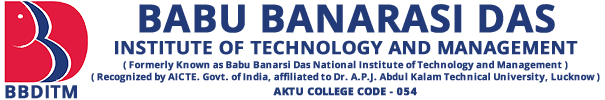 BABU BANARASI DAS
INSTITUTE OF TECHNOLOGY AND MANAGEMENT
( Formerly Known as Babu Banarsi Das National Institute of Technology and Management )
( Recognized by AICTE. Govt. of India, affiliated to Dr. A.P.J. Abdul Kalam Technical University, Lucknow )
AKTU COLLEGE CODE - 054
BBDITM